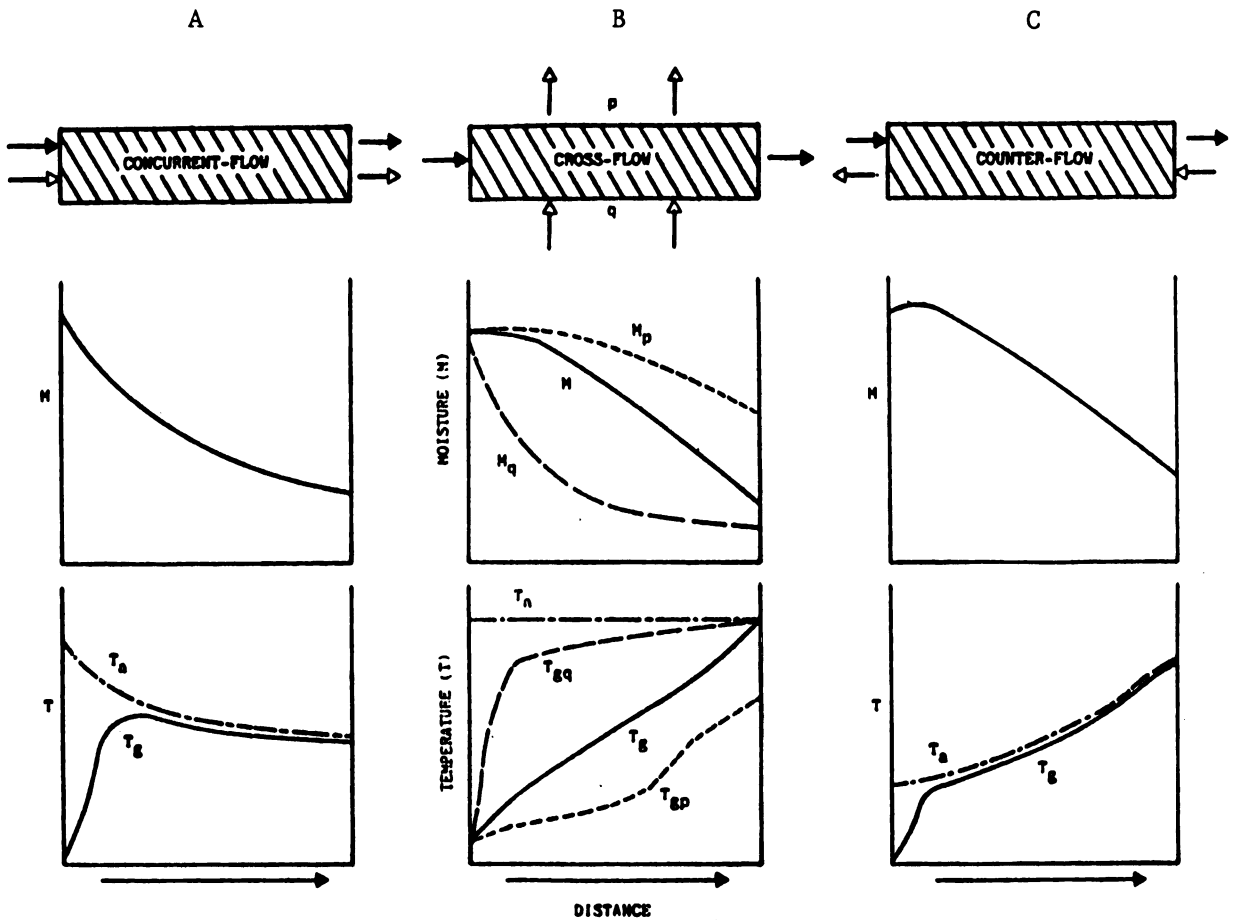 A
B
C
p
CONCURRENT-FLOW
CROSS-FLOW
COUNTER-FLOW
q
M
MOISTURE (M)
Mp
M
Mq
M
T
Ta
Tg
TEMPERATURE (T)
Tn
Tgq
Tg
Tgp
T
Ta
Tg
DISTANCE